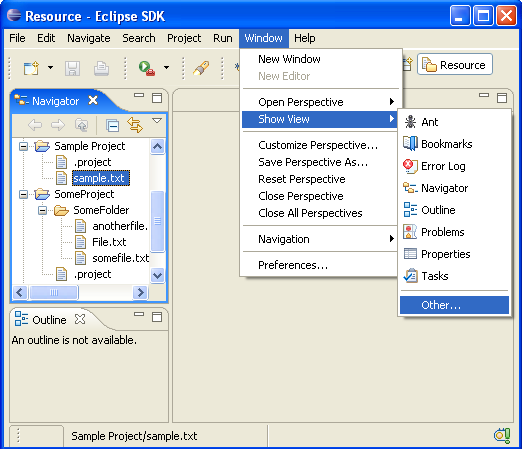 Resource - Eclipse SDK
File Edit Navigate Search Project Run Window Help
Resource
New Window
New Editor
Open Perspective
Show View
Customize Perspective...
Save Perspective As...
Reset Perspective
Close Perspective
Close All Perspectives
Navigation
Preferences...
Ant
Bookmarks
Error Log
Navigator
Outline
Problems
Properties
Tasks
Other...
Navigator
Sample Project
.project
sample.txt
SomeProject
SomeFolder
anotherfile.
File.txt
somefile.txt
.project
Outline
An outline is not available.
Sample Project/sample.txt